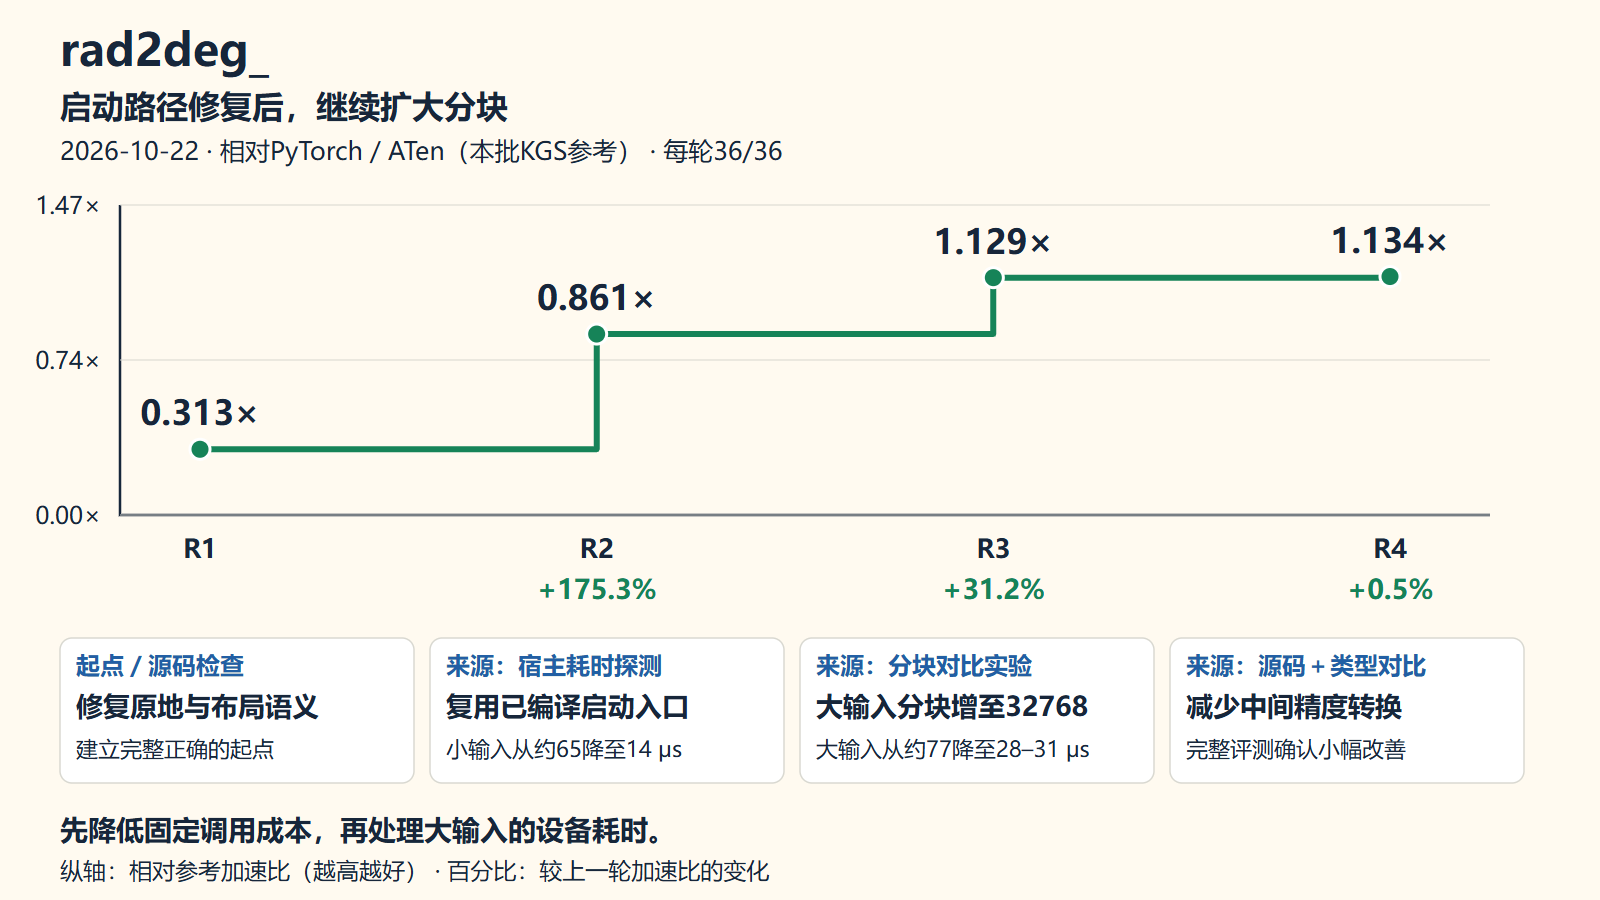 rad2deg_
启动路径修复后，继续扩大分块
2026-10-22 · 相对PyTorch / ATen（本批KGS参考） · 每轮36/36
1.47×
0.74×
0.00×
0.313×
0.861×
1.129×
1.134×
R1
R2
R3
R4
+175.3%
+31.2%
+0.5%
起点 / 源码检查
修复原地与布局语义
建立完整正确的起点
来源：宿主耗时探测
复用已编译启动入口
小输入从约65降至14 µs
来源：分块对比实验
大输入分块增至32768
大输入从约77降至28–31 µs
来源：源码 + 类型对比
减少中间精度转换
完整评测确认小幅改善
先降低固定调用成本，再处理大输入的设备耗时。
纵轴：相对参考加速比（越高越好） · 百分比：较上一轮加速比的变化